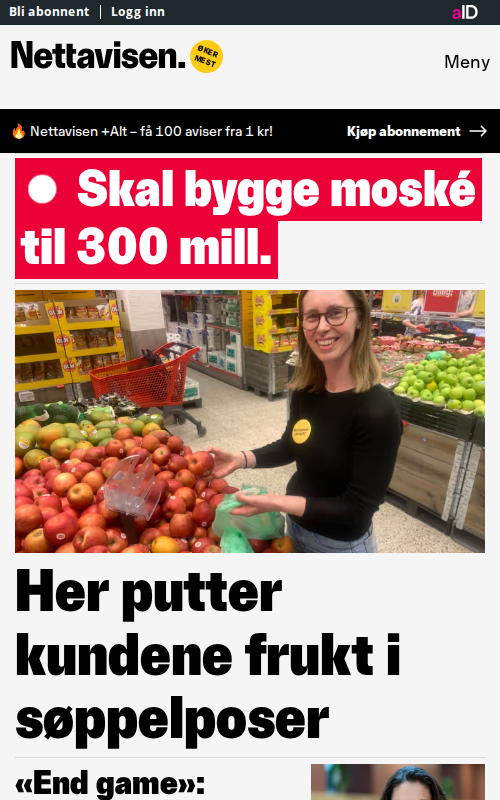 Bli abonnent | Logg inn
aID
Nettavisen.
ØKER
MEST
Meny
🔥 Nettavisen +Alt – få 100 aviser fra 1 kr!
Kjøp abonnement →
Skal bygge moské
til 300 mill.
Her putter
kundene frukt i
søppelposer
«End game»: